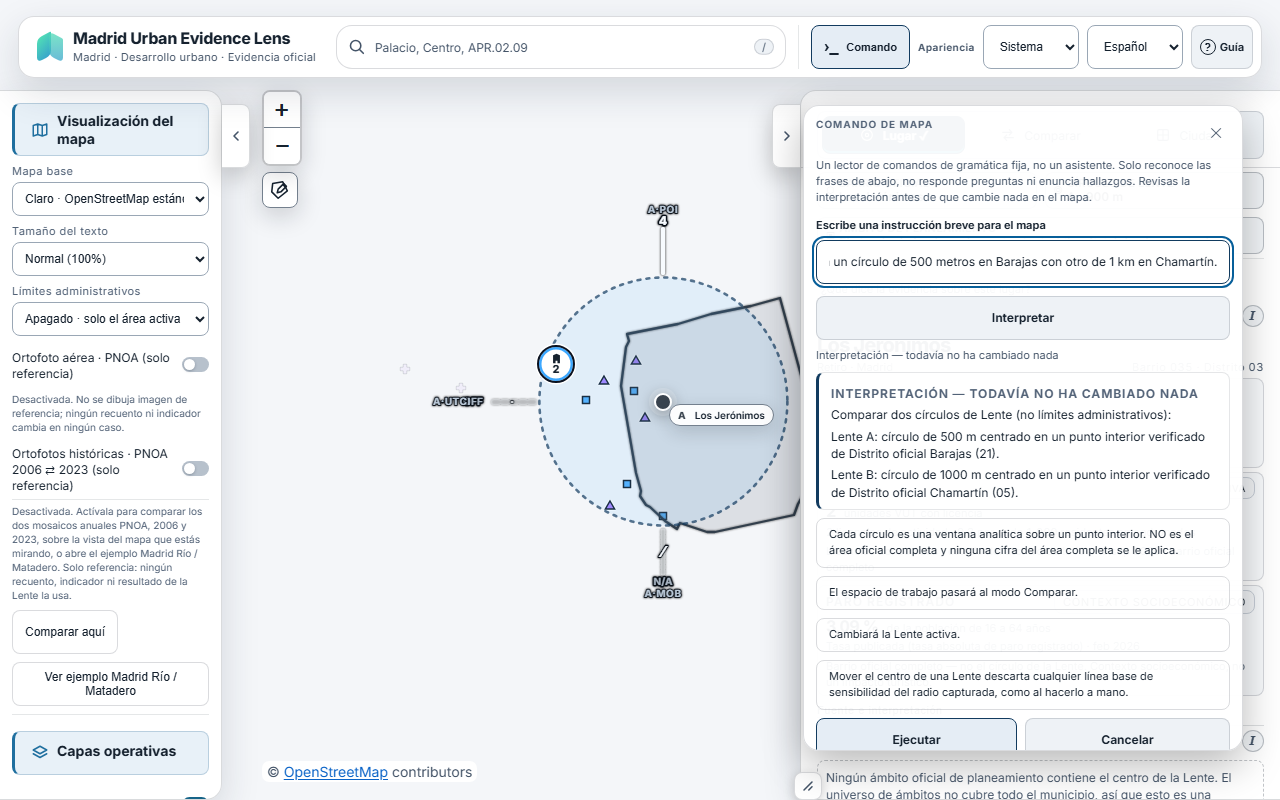 Madrid Urban Evidence Lens
Madrid · Desarrollo urbano · Evidencia oficial
Palacio, Centro, APR.02.09
/
Comando
Apariencia
Sistema
Español
? Guía
Visualización del
mapa
Mapa base
Claro · OpenStreetMap están
Tamaño del texto
Normal (100%)
Límites administrativos
Apagado · solo el área activa
Ortofoto aérea · PNOA (solo
referencia)
Desactivada. No se dibuja imagen de
referencia; ningún recuento ni indicador
cambia en ningún caso.
Ortofotos históricas · PNOA
2006 ⇄ 2023 (solo
referencia)
Desactivada. Actívala para comparar los
dos mosaicos anuales PNOA, 2006 y
2023, sobre la vista del mapa que estás
mirando, o abre el ejemplo Madrid Río /
Matadero. Solo referencia: ningún
recuento, indicador ni resultado de la
Lente la usa.
Comparar aquí
Ver ejemplo Madrid Río /
Matadero
Capas operativas
+
−
A-POI
4
2
A-UTCIFF
A Los Jerónimos
N/A
A-MOB
© OpenStreetMap contributors
COMANDO DE MAPA
Un lector de comandos de gramática fija, no un asistente. Solo reconoce las
frases de abajo, no responde preguntas ni enuncia hallazgos. Revisas la
interpretación antes de que cambie nada en el mapa.
Escribe una instrucción breve para el mapa
un círculo de 500 metros en Barajas con otro de 1 km en Chamartín.
Interpretar
Interpretación — todavía no ha cambiado nada
INTERPRETACIÓN — TODAVÍA NO HA CAMBIADO NADA
Comparar dos círculos de Lente (no límites administrativos):
Lente A: círculo de 500 m centrado en un punto interior verificado
de Distrito oficial Barajas (21).
Lente B: círculo de 1000 m centrado en un punto interior verificado
de Distrito oficial Chamartín (05).
Cada círculo es una ventana analítica sobre un punto interior. NO es el
área oficial completa y ninguna cifra del área completa se le aplica.
El espacio de trabajo pasará al modo Comparar.
Cambiará la Lente activa.
Mover el centro de una Lente descarta cualquier línea base de
sensibilidad del radio capturada, como al hacerlo a mano.
Ejecutar
Cancelar
I
03
I
Ningún ámbito oficial de planeamiento contiene el centro de la Lente. El
universo de ámbitos no cubre todo el municipio, así que esto es una